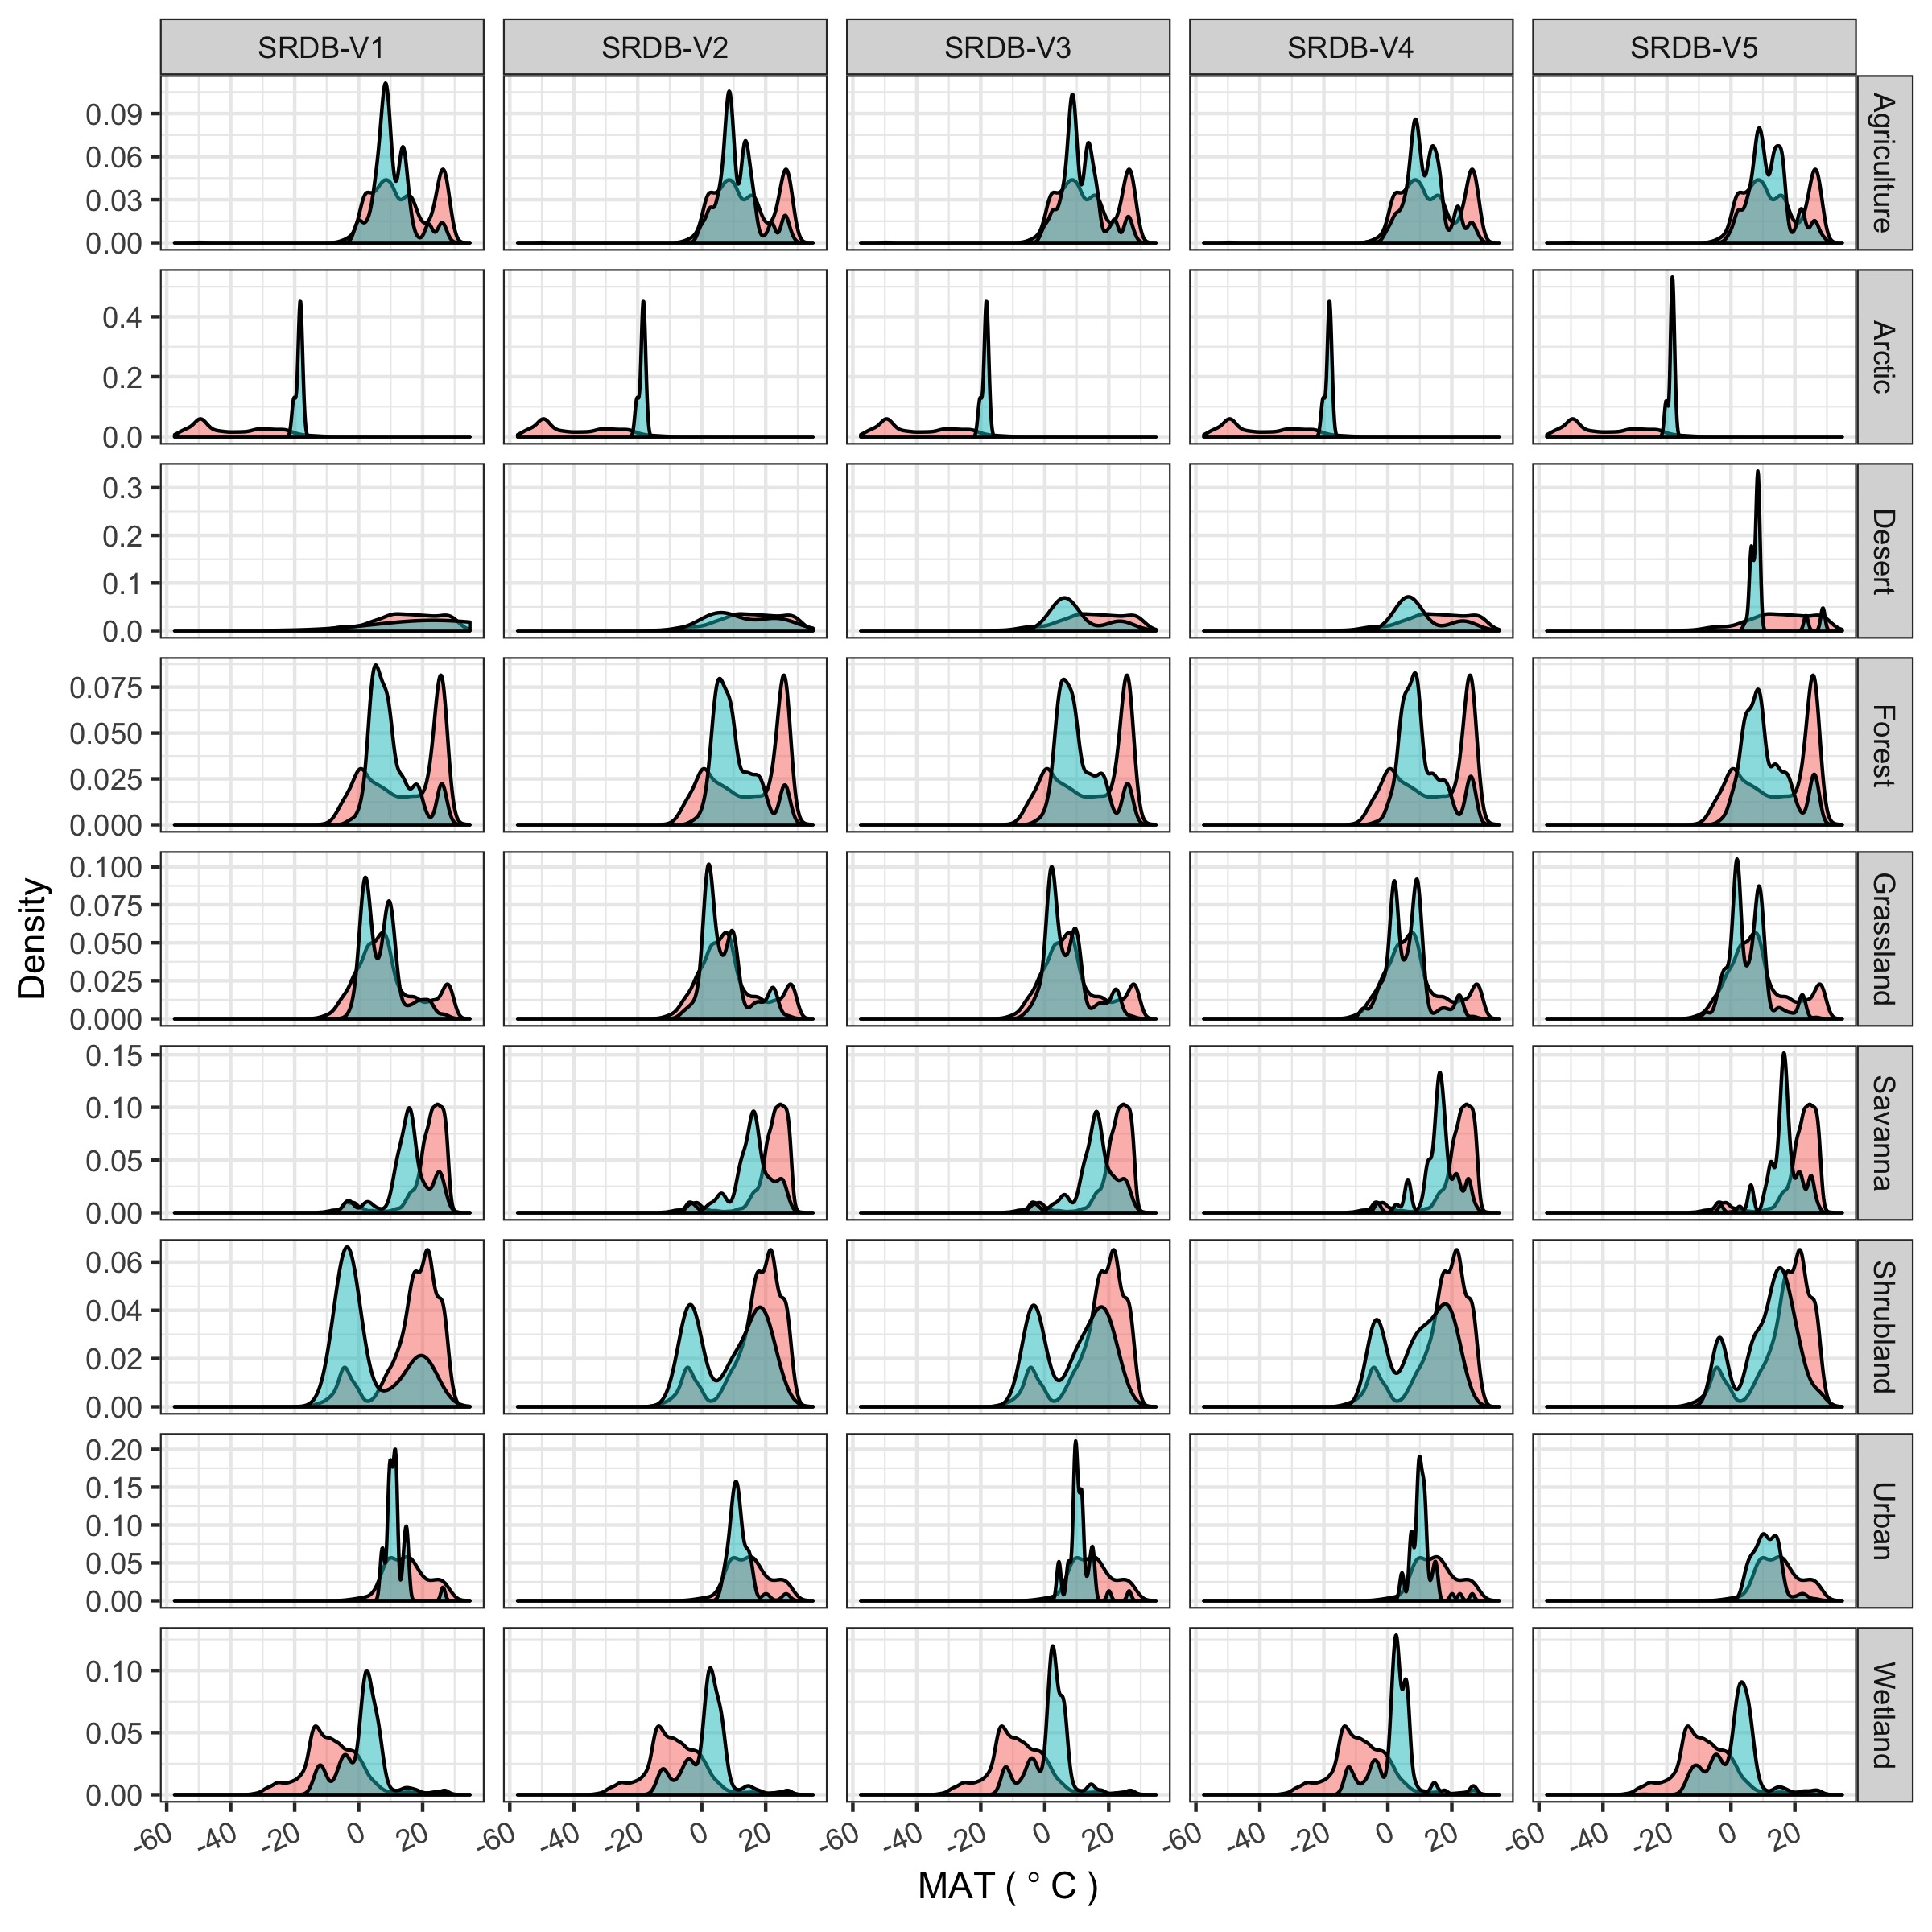 SRDB-V1 SRDB-V2 SRDB-V3 SRDB-V4 SRDB-V5
0.09
0.06
0.03
0.00
Agriculture
0.4
0.2
0.0
Arctic
0.3
0.2
0.1
0.0
Desert
0.075
0.050
0.025
0.000
Forest
0.100
0.075
0.050
0.025
0.000
Grassland
0.15
0.10
0.05
0.00
Savanna
0.06
0.04
0.02
0.00
Shrubland
0.20
0.15
0.10
0.05
0.00
Urban
0.10
0.05
0.00
Wetland
Density
-60 -40 -20 0 20 -60 -40 -20 0 20 -60 -40 -20 0 20 -60 -40 -20 0 20 -60 -40 -20 0 20
MAT ( ° C )